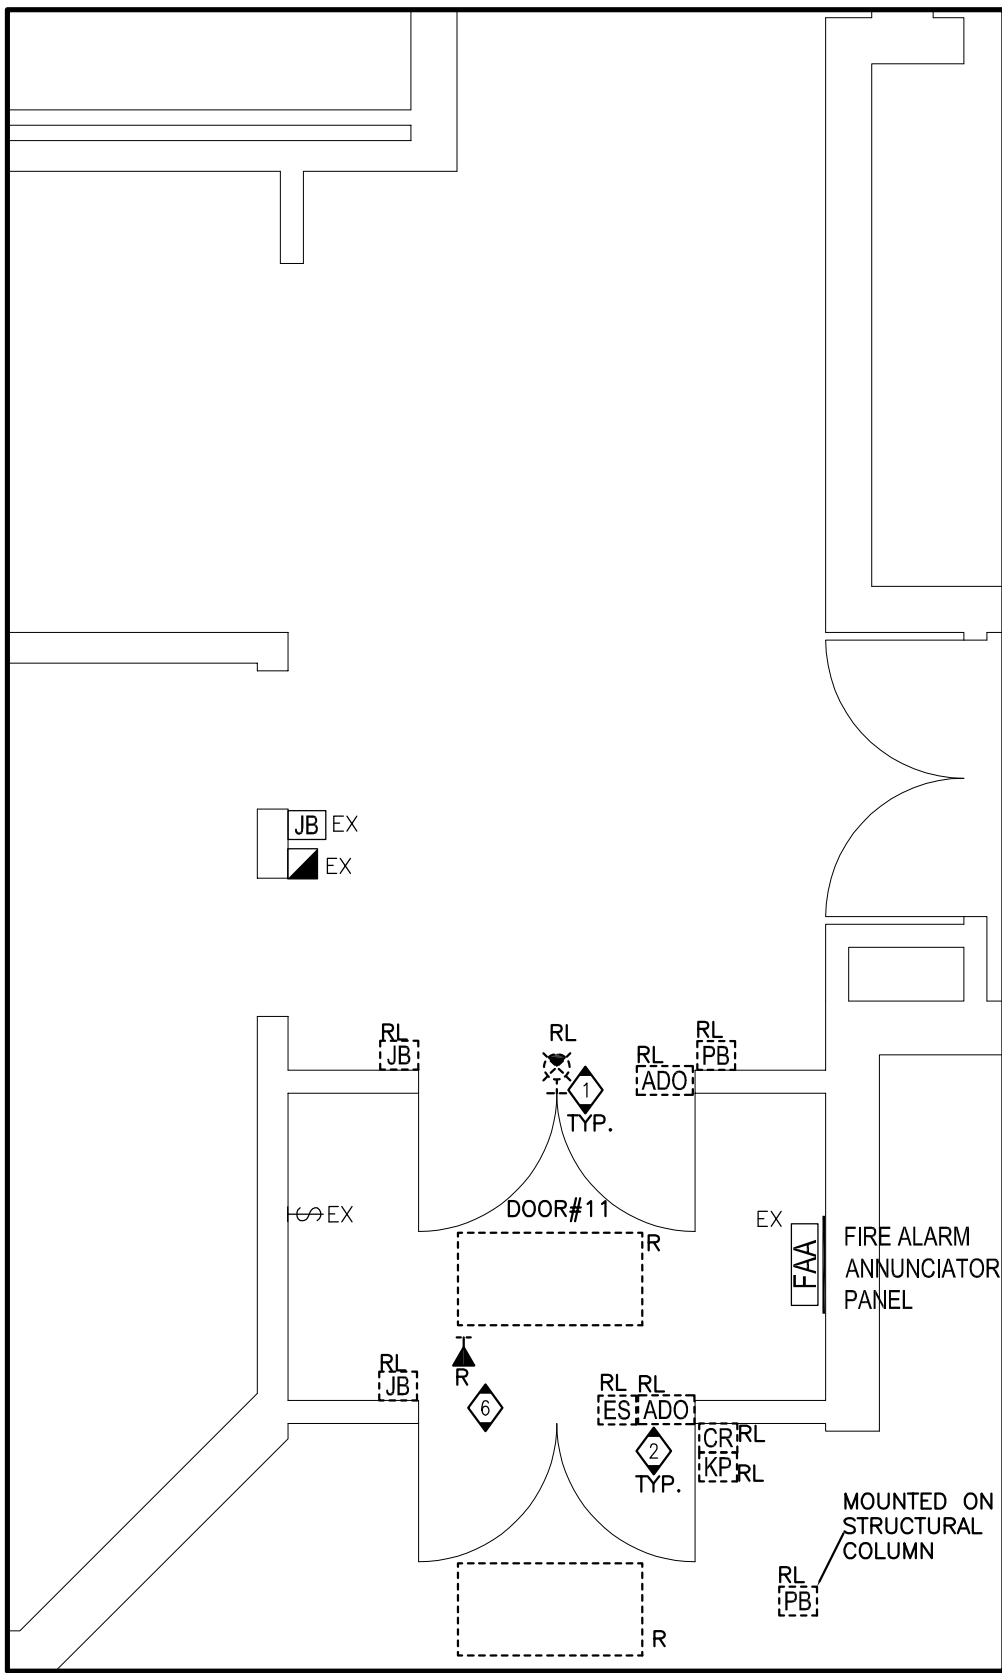 JB EX
EX
RL
JB
RL
RL
ADO
RL
PB
1
TYP.
DOOR#11
R
S EX
EX
FAA
FIRE ALARM
ANNUNCIATOR
PANEL
R
RL
JB
6
RL RL
ES ADO
2
TYP.
CR RL
KP RL
MOUNTED ON
STRUCTURAL
COLUMN
RL
PB
R